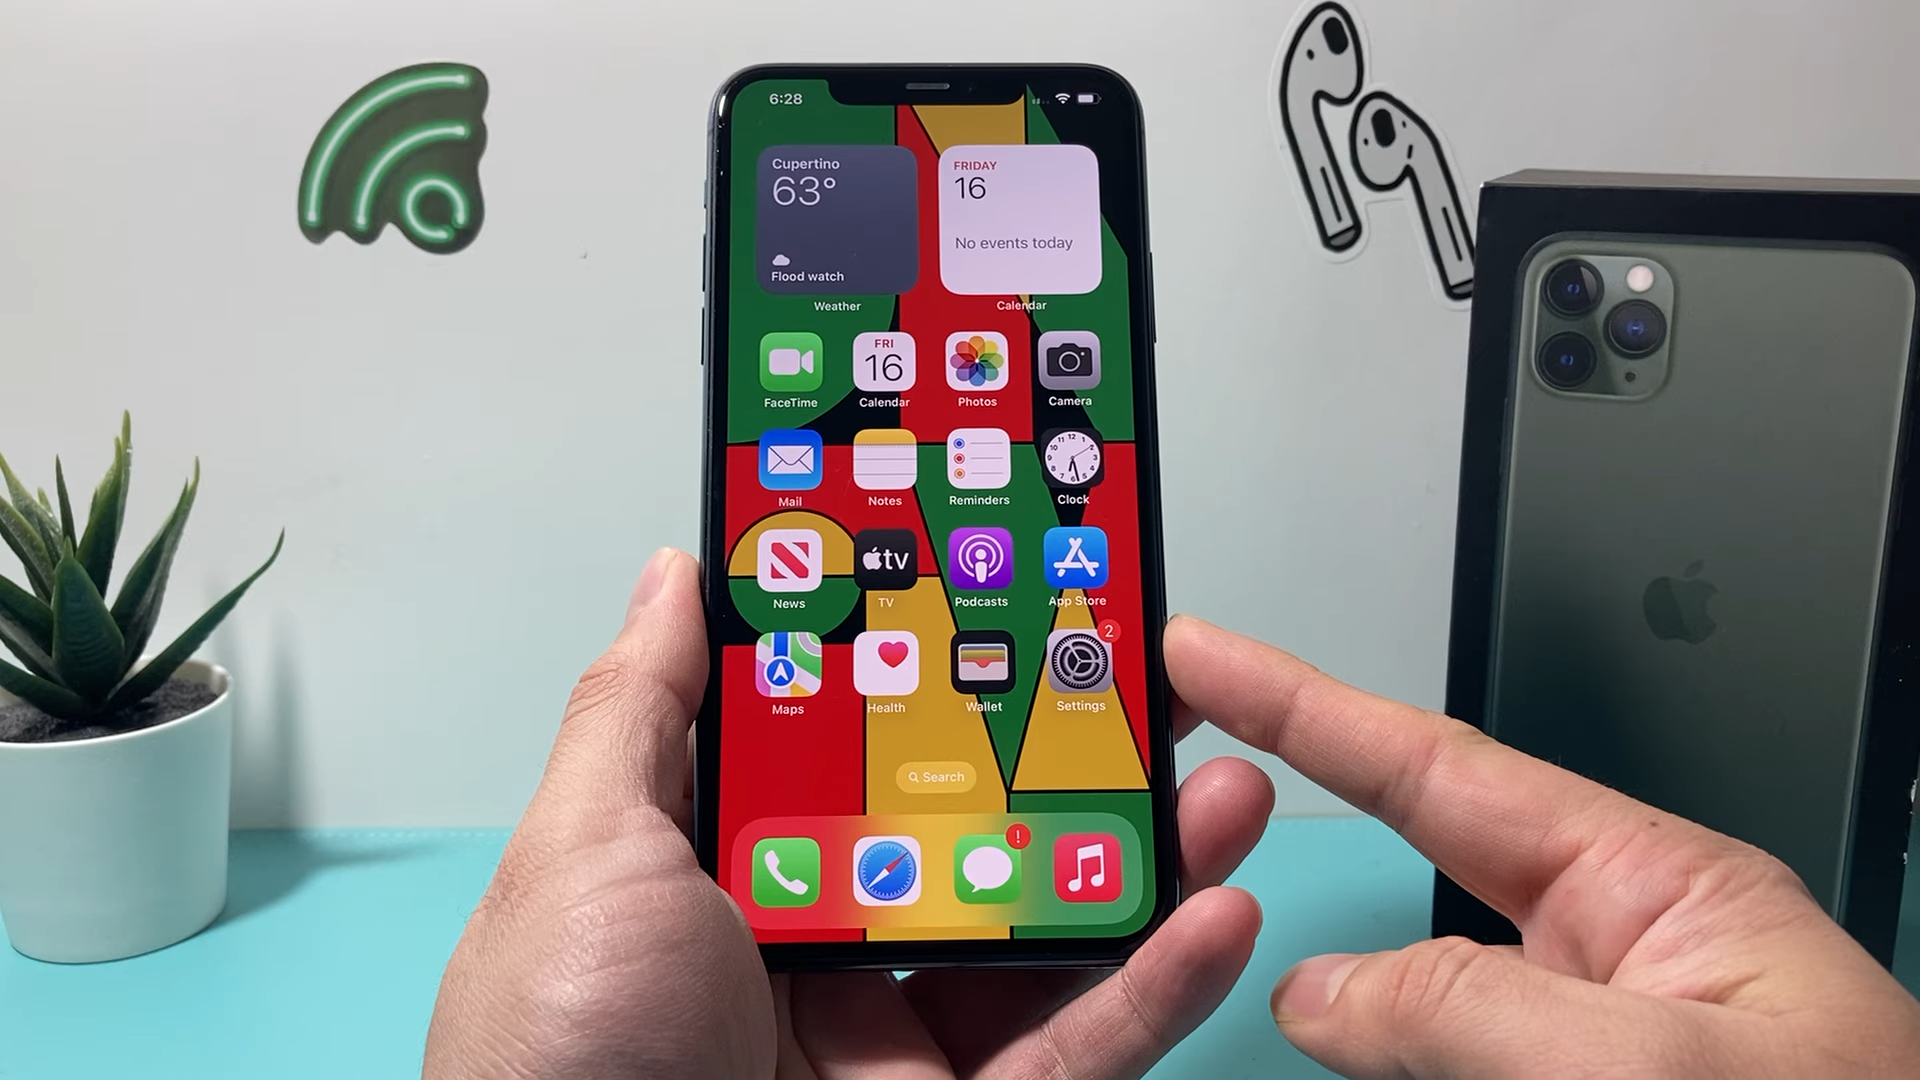 6:28
Cupertino
63°
Flood watch
Weather
FRIDAY
16
No events today
Calendar
FRI
16
FaceTime
Calendar
Photos
Camera
Mail
Notes
Reminders
Clock
News
tv
TV
Podcasts
App Store
2
Maps
Health
Wallet
Settings
Search
!